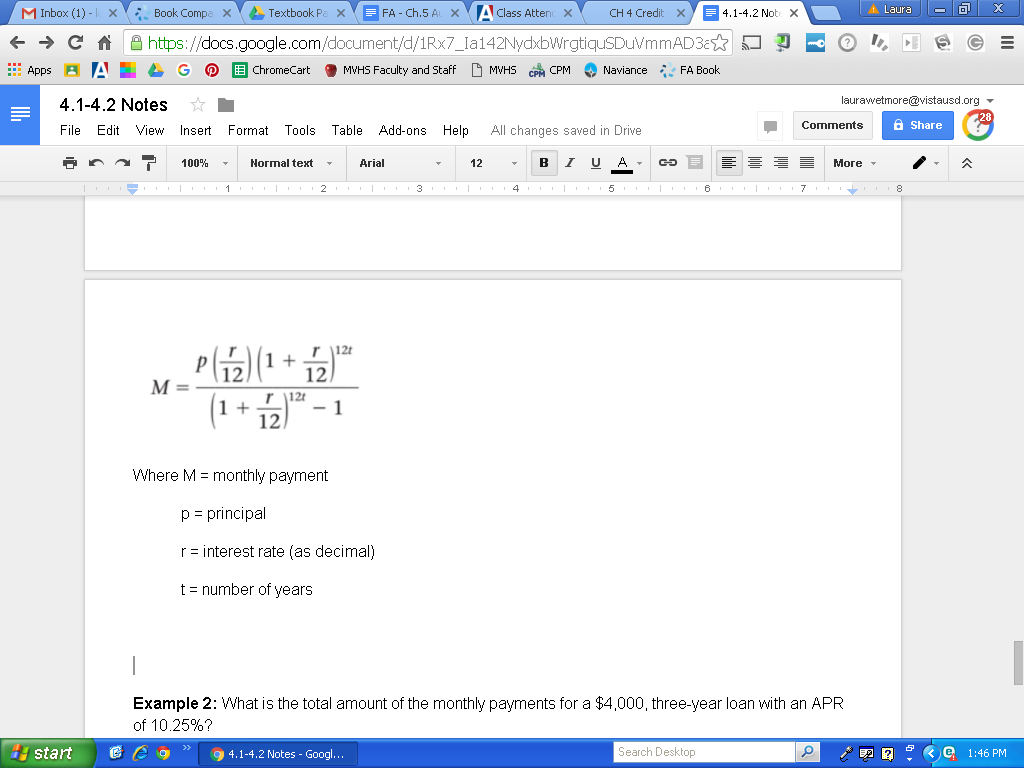 Inbox (1) - l
Book Compa
Textbook Pa
FA - Ch.5 Au
Class Atten
CH 4 Credit
4.1-4.2 Not
Laura
https://docs.google.com/document/d/1Rx7_Ia142NydxbWrgtiquSDuVmmAD3
Apps
ChromeCart
MVHS Faculty and Staff
MVHS
CPM
CPM
Naviance
FA Book
4.1-4.2 Notes
laurawetmore@vistausd.org
File Edit View Insert Format Tools Table Add-ons Help All changes saved in Drive
Comments
Share
28
100% Normal text Arial 12 B I U A More
1 2 3 4 5 6 7 8
M = p(r/12)(1 + r/12)^12t / (1 + r/12)^12t − 1
Where M = monthly payment
p = principal
r = interest rate (as decimal)
t = number of years
Example 2: What is the total amount of the monthly payments for a $4,000, three-year loan with an APR
of 10.25%?
start
4.1-4.2 Notes - Googl...
Search Desktop
1:46 PM